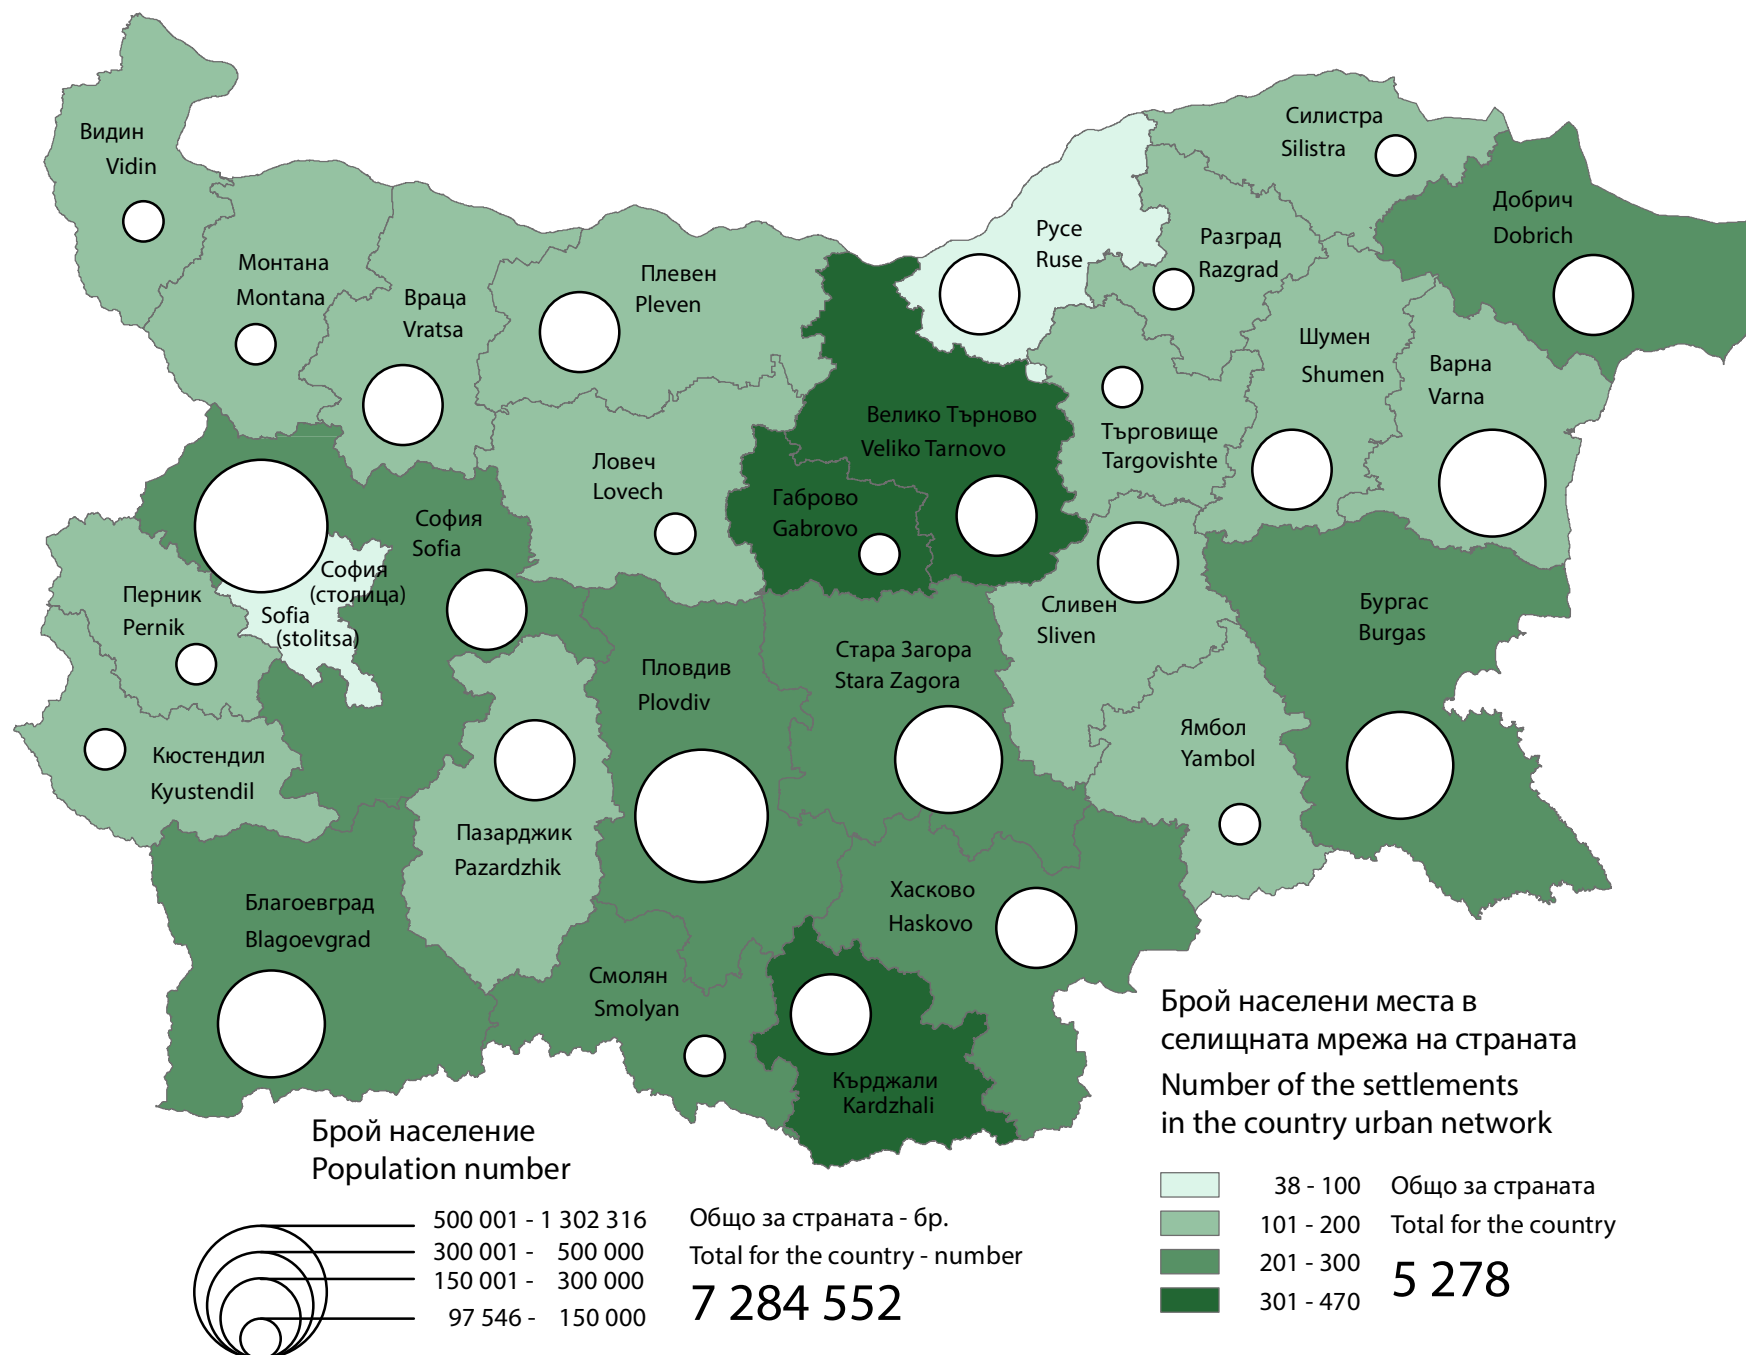 Видин
Vidin
Монтана
Montana
Враца
Vratsa
Плевен
Pleven
Ловеч
Lovech
Велико Търново
Veliko Tarnovo
Габрово
Gabrovo
Русе
Ruse
Разград
Razgrad
Силистра
Silistra
Добрич
Dobrich
Шумен
Shumen
Варна
Varna
Търговище
Targovishte
София
Sofia
София
(столица)
Sofia
(stolitsa)
Перник
Pernik
Кюстендил
Kyustendil
Благоевград
Blagoevgrad
Пазарджик
Pazardzhik
Пловдив
Plovdiv
Стара Загора
Stara Zagora
Сливен
Sliven
Ямбол
Yambol
Бургас
Burgas
Хасково
Haskovo
Смолян
Smolyan
Кърджали
Kardzhali
Брой население
Population number
500 001 - 1 302 316
300 001 - 500 000
150 001 - 300 000
97 546 - 150 000
Общо за страната - бр.
Total for the country - number
7 284 552
Брой населени места в
селищната мрежа на страната
Number of the settlements
in the country urban network
38 - 100
101 - 200
201 - 300
301 - 470
Общо за страната
Total for the country
5 278